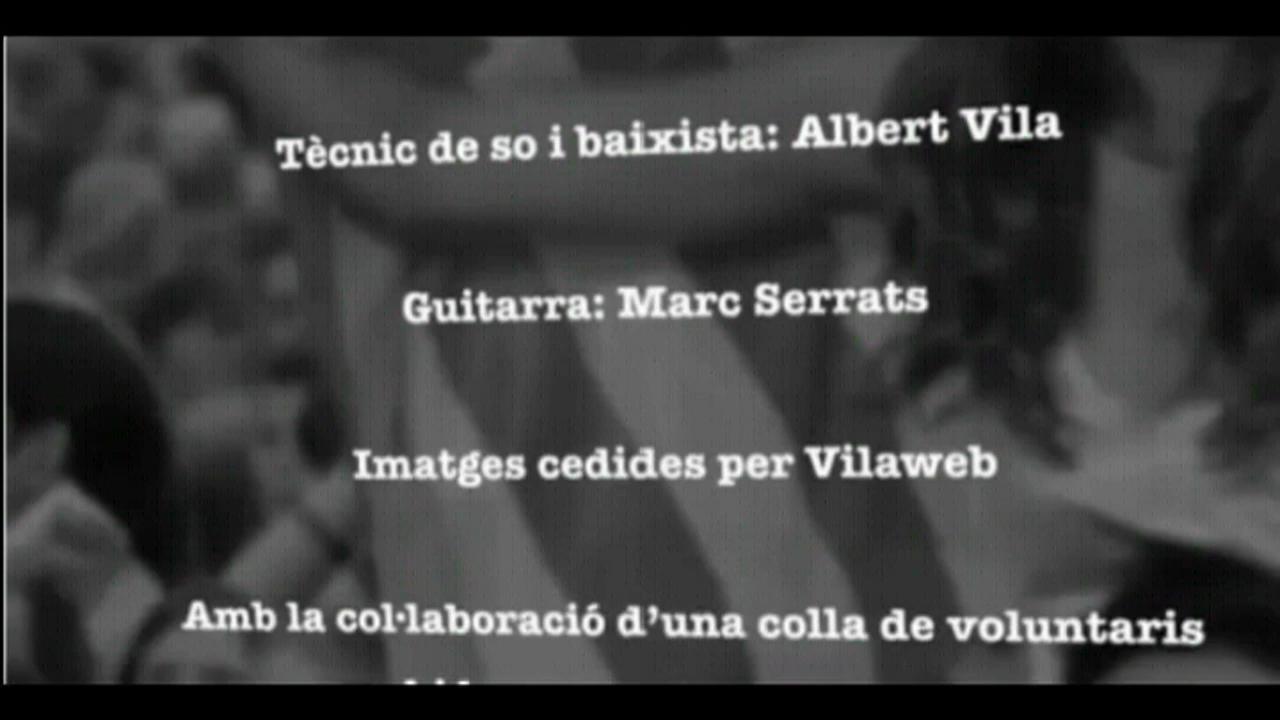 Tècnic de so i baixista: Albert Vila
Guitarra: Marc Serrats
Imatges cedides per Vilaweb
Amb la col·laboració d’una colla de voluntaris